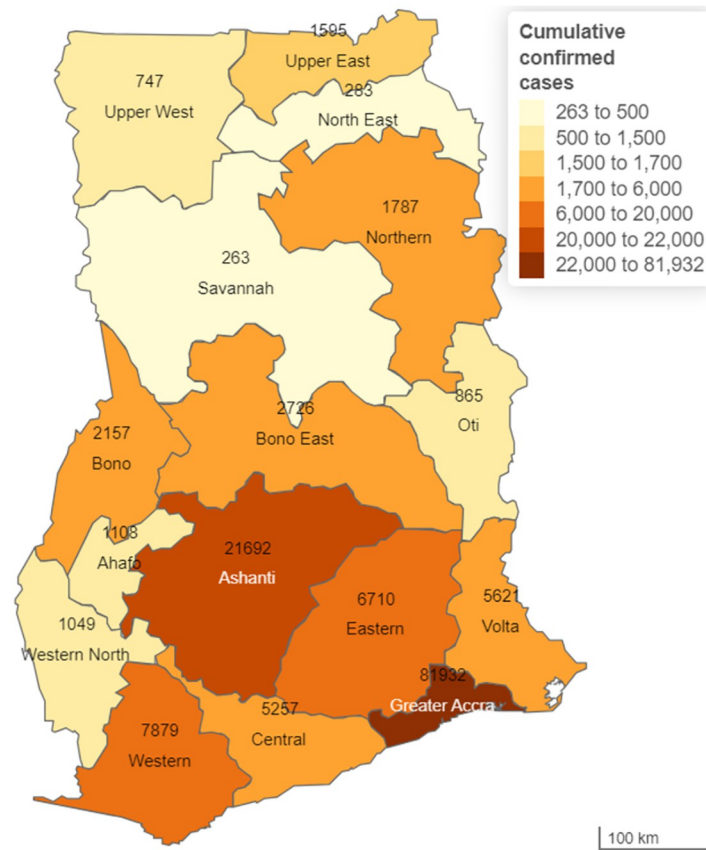 Cumulative
confirmed
cases
263 to 500
500 to 1,500
1,500 to 1,700
1,700 to 6,000
6,000 to 20,000
20,000 to 22,000
22,000 to 81,932
1595
Upper East
747
Upper West
283
North East
1787
Northern
263
Savannah
865
Oti
2726
Bono East
2157
Bono
1108
Ahafo
21692
Ashanti
6710
Eastern
5621
Volta
1049
Western North
81932
Greater Accra
5257
Central
7879
Western
100 km